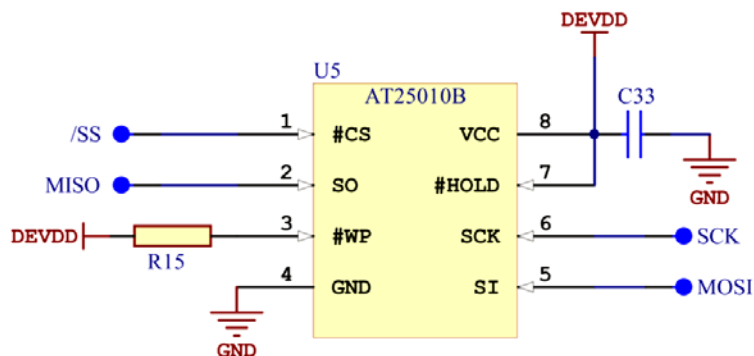 DEVDD
U5
AT25010B
C33
/SS 1 #CS VCC 8
GND
MISO 2 SO #HOLD 7
DEVDD R15 3 #WP SCK 6 SCK
4 GND SI 5 MOSI
GND